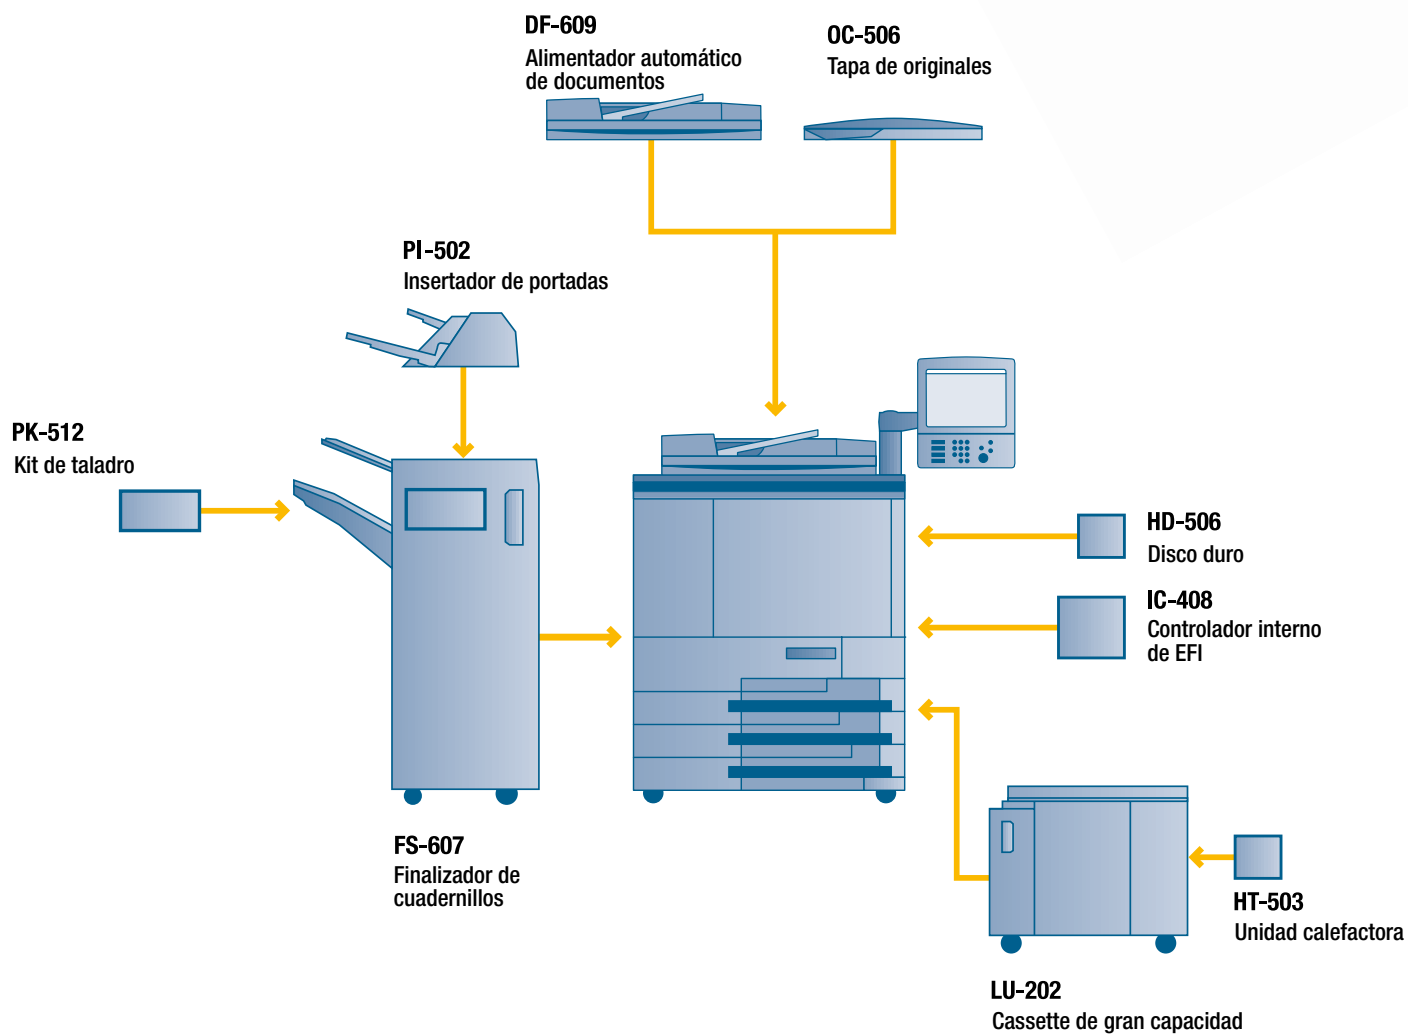 DF-609
Alimentador automático
de documentos
OC-506
Tapa de originales
PI-502
Insertador de portadas
PK-512
Kit de taladro
HD-506
Disco duro
IC-408
Controlador interno
de EFI
FS-607
Finalizador de
cuadernillos
HT-503
Unidad calefactora
LU-202
Cassette de gran capacidad